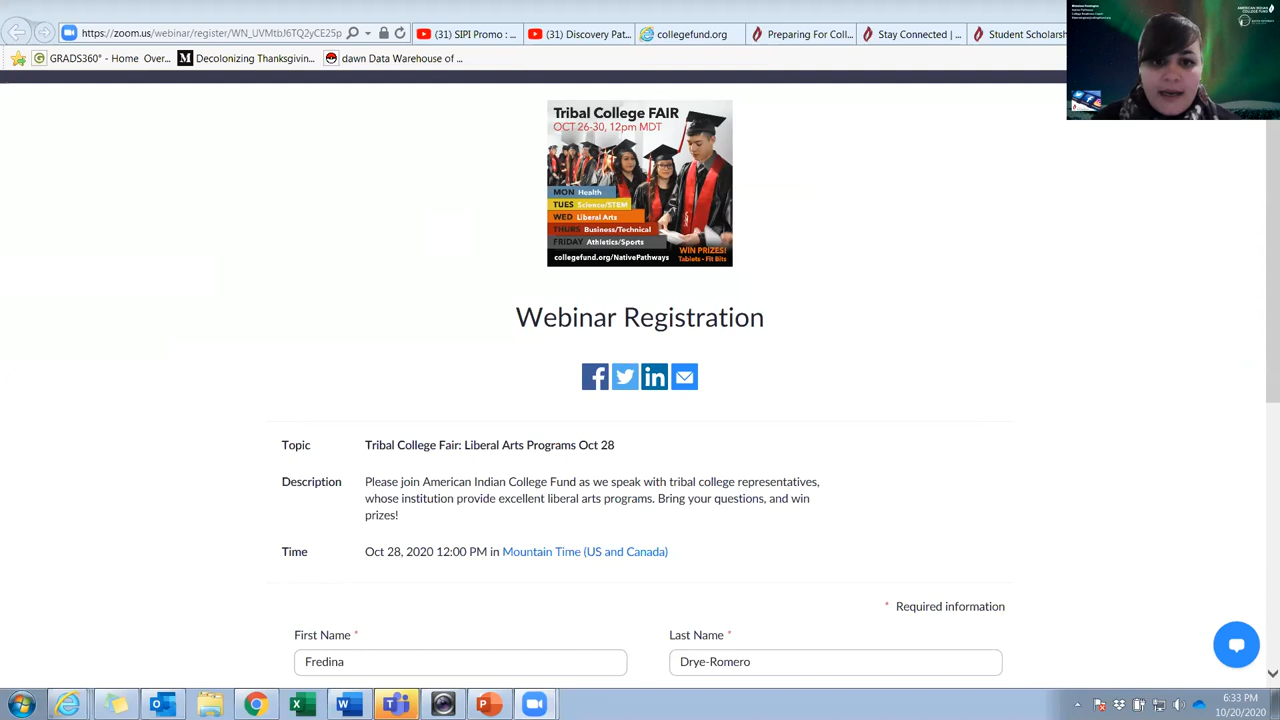 https://zoom.us/webinar/register/WN_UVMtbJ6TQ2yCE25p
(31) SIPI Promo : ...
(31) Discovery Pat...
collegefund.org
Preparing For Coll...
Stay Connected | ...
Student Scholarsh
GRADS360° - Home Over...
Decolonizing Thanksgivin...
dawn Data Warehouse of ...
AMERICAN INDIAN
COLLEGE FUND
Tribal College FAIR
OCT 26-30, 12pm MDT
MON Health
TUES Science/STEM
WED Liberal Arts
THURS Business/Technical
FRIDAY Athletics/Sports
WIN PRIZES!
Tablets - Fit Bits
collegefund.org/NativePathways
Webinar Registration
Topic Tribal College Fair: Liberal Arts Programs Oct 28
Description Please join American Indian College Fund as we speak with tribal college representatives,
whose institution provide excellent liberal arts programs. Bring your questions, and win
prizes!
Time Oct 28, 2020 12:00 PM in Mountain Time (US and Canada)
* Required information
First Name * Last Name *
Fredina Drye-Romero
6:33 PM
10/20/2020